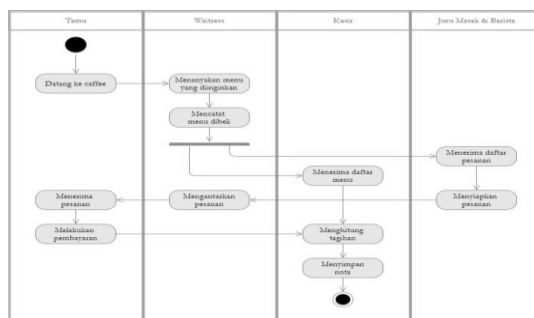 Tamu
Waitress
Kasir
Juru Masak & Barista
Datang ke caffee
Menanyakan menu
yang diinginkan
Mencatat
menu dibeli
Menerima daftar
pesanan
Menerima daftar
menu
Menerima
pesanan
Mengantarkan
pesanan
Menyiapkan
pesanan
Melakukan
pembayaran
Menghitung
tagihan
Menyimpan
nota